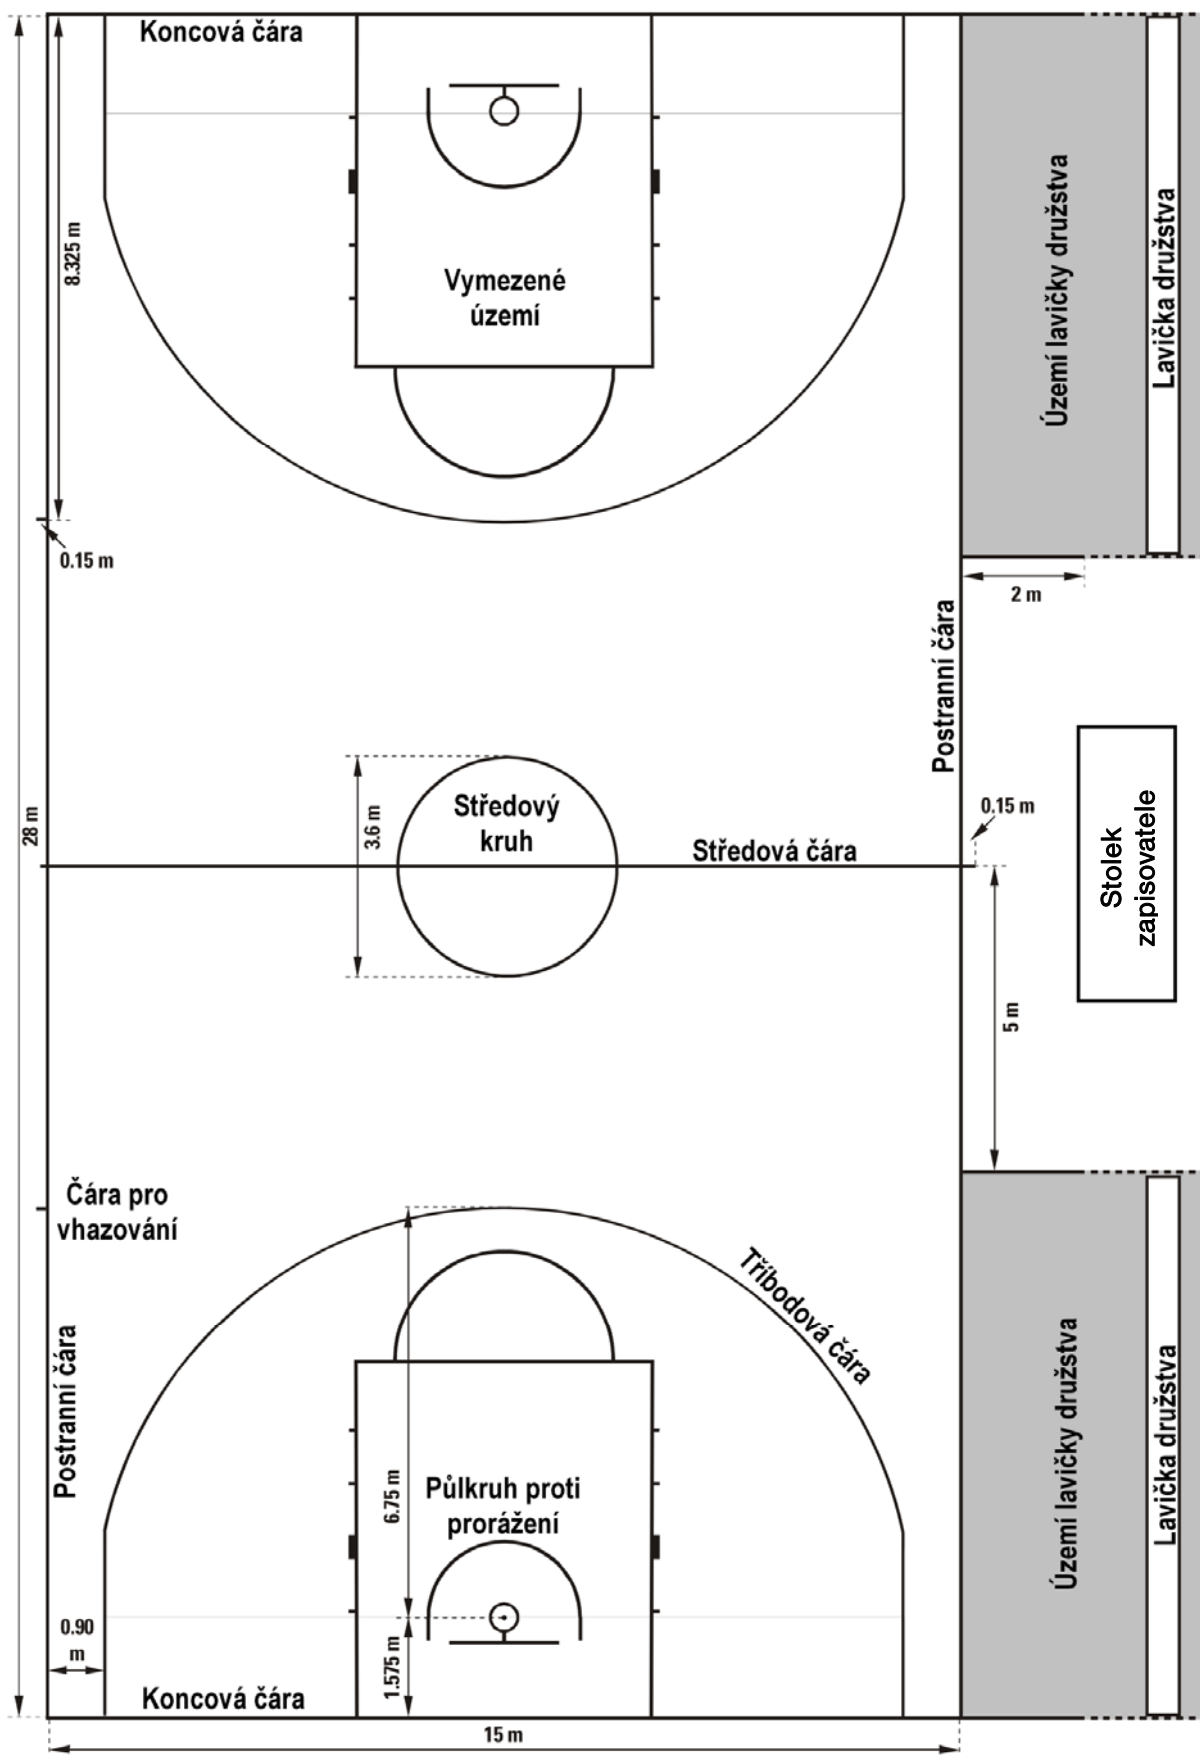 Koncová čára
8.325 m
Vymezené
území
Území lavičky družstva
Lavička družstva
0.15 m
2 m
Postranní čára
28 m
3.6 m
Středový
kruh
Středová čára
0.15 m
Stolek
zapisovatele
5 m
Čára pro
vhazování
Tříbodová čára
Postranní čára
6.75 m
Půlkruh proti
prorážení
Území lavičky družstva
Lavička družstva
0.90
m
1.575 m
Koncová čára
15 m